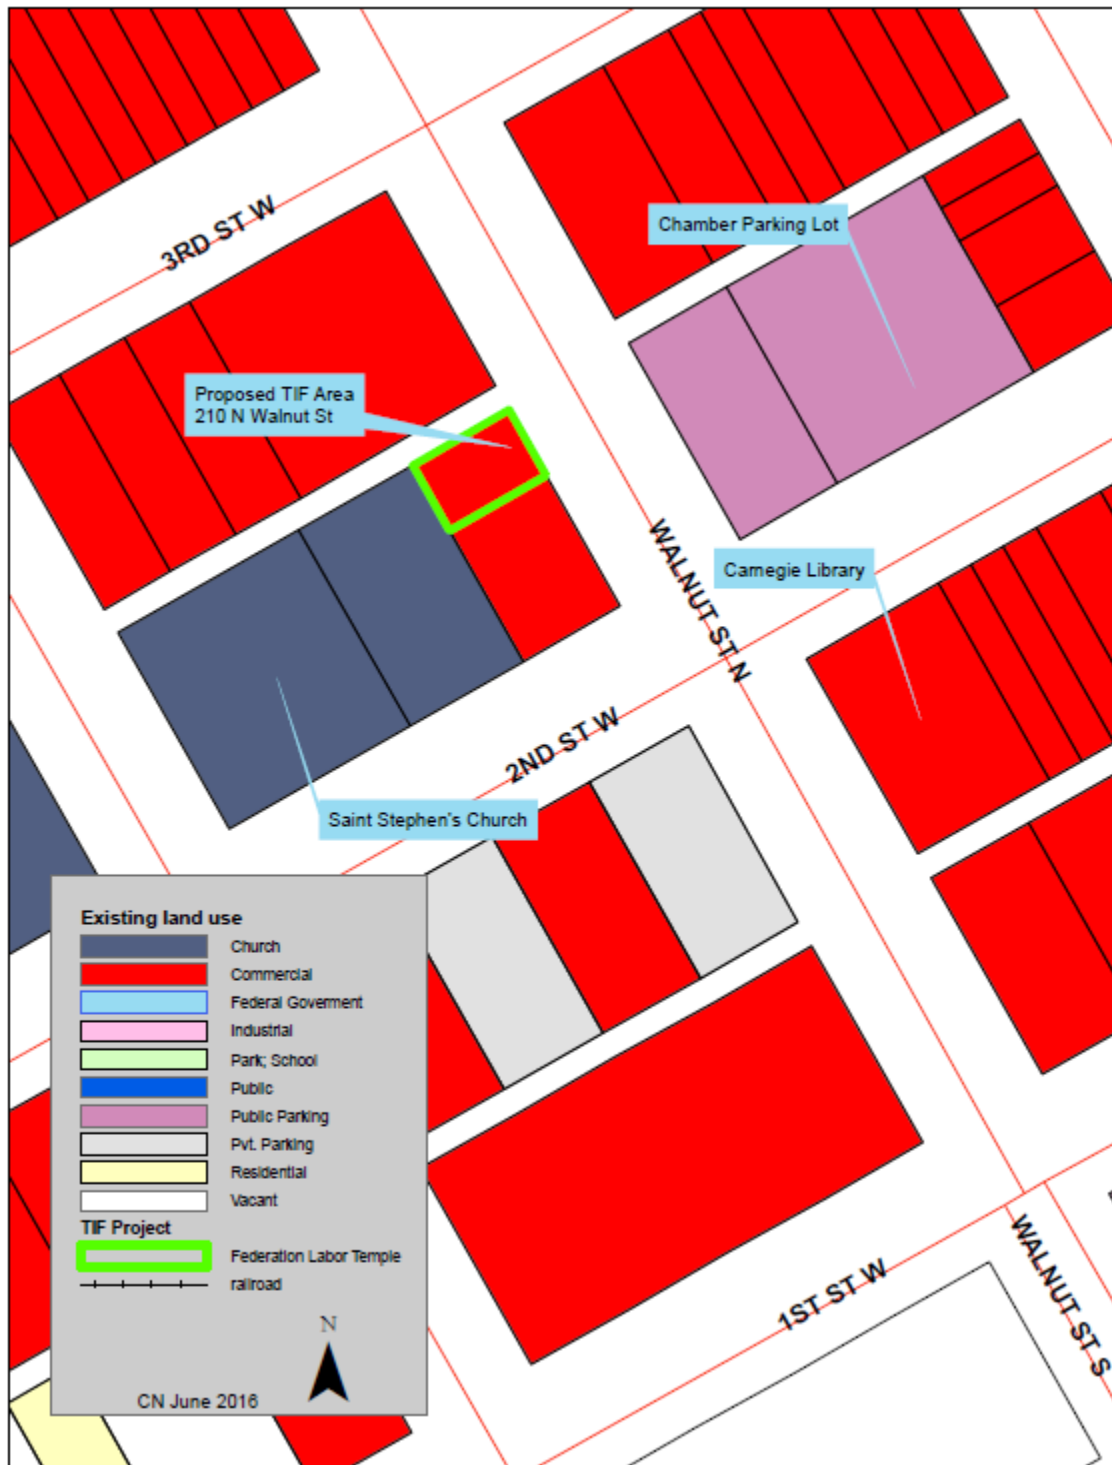 3RD ST W
Chamber Parking Lot
Proposed TIF Area
210 N Walnut St
WALNUT ST N
Carnegie Library
2ND ST W
Saint Stephen's Church
Existing land use
Church
Commercial
Federal Goverment
Industrial
Park; School
Public
Public Parking
Pvt. Parking
Residential
Vacant
TIF Project
Federation Labor Temple
railroad
N
CN June 2016
1ST ST W
WALNUT ST S